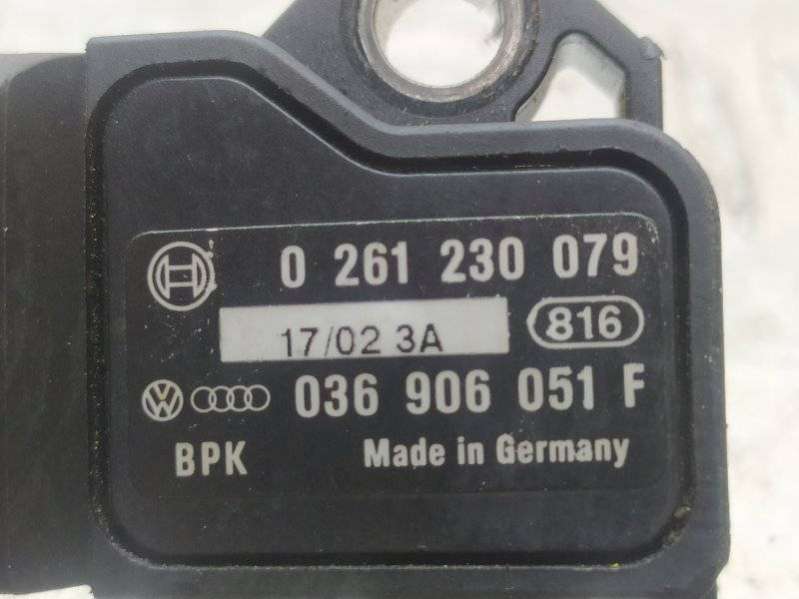 0 261 230 079
17/02 3A
816
036 906 051 F
BPK Made in Germany